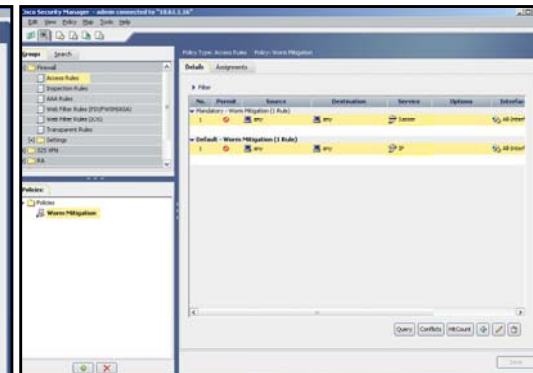 Cisco Security Manager - admin connected to "10.61.1.16"
Edit View Policy Map Tools Help
Groups Search
Firewall
Access Rules
Inspection Rules
AAA Rules
Web Filter Rules (PIX/FWSM/ASA)
Web Filter Rules (IOS)
Transparent Rules
Settings
S2S VPN
RA
Policies
Policies
Worm Mitigation
Policy Type: Access Rules Policy: Worm Mitigation
Details Assignments
Filter
No. Permit Source Destination Service Options Interfac
Mandatory - Worm Mitigation (1 Rule)
1 any any Sasser All-Interf
Default - Worm Mitigation (1 Rule)
1 any any IP All-Interf
Query Conflicts HitCount
Save